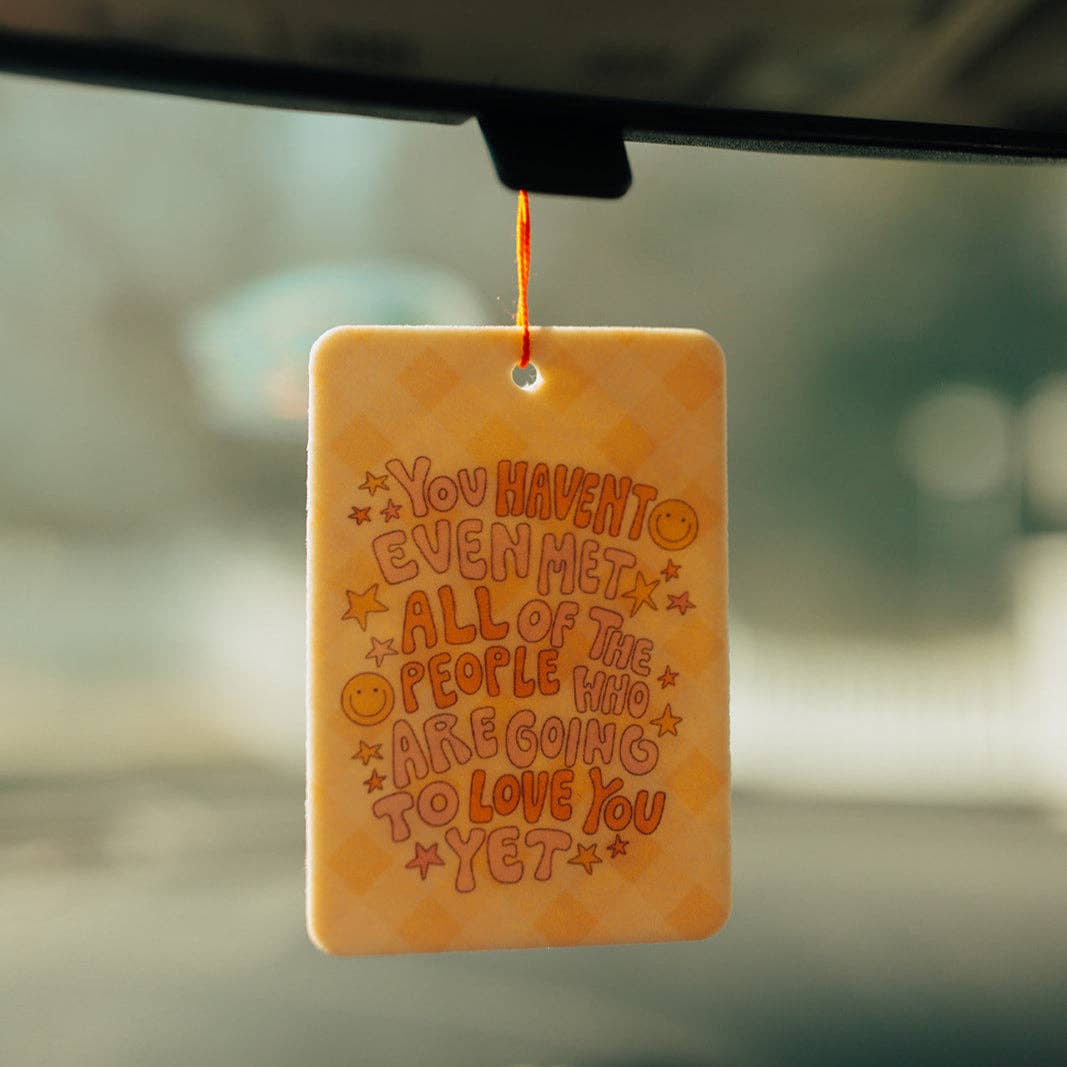 YOU HAVENT
EVEN MET
ALL OF THE
PEOPLE WHO
ARE GOING
TO LOVE YOU
YET